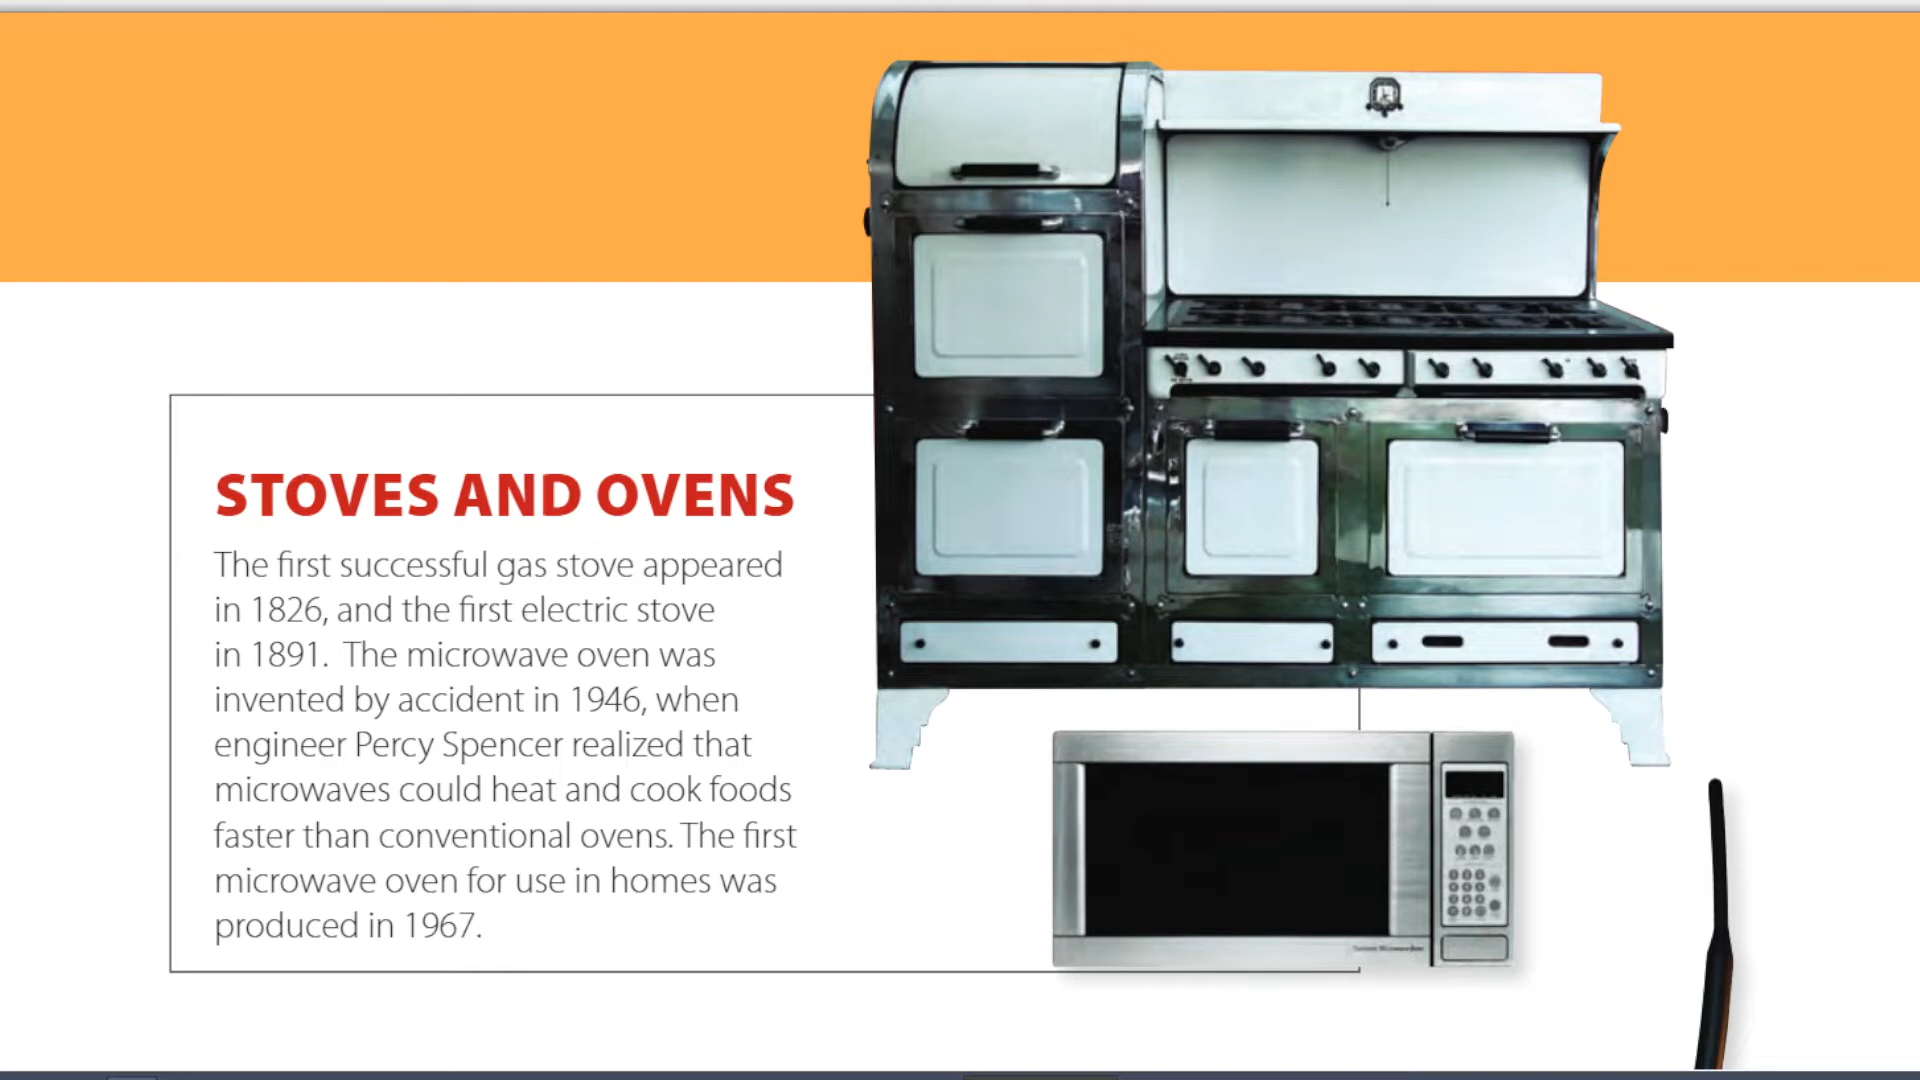 STOVES AND OVENS
The first successful gas stove appeared
in 1826, and the first electric stove
in 1891.  The microwave oven was
invented by accident in 1946, when
engineer Percy Spencer realized that
microwaves could heat and cook foods
faster than conventional ovens. The first
microwave oven for use in homes was
produced in 1967.